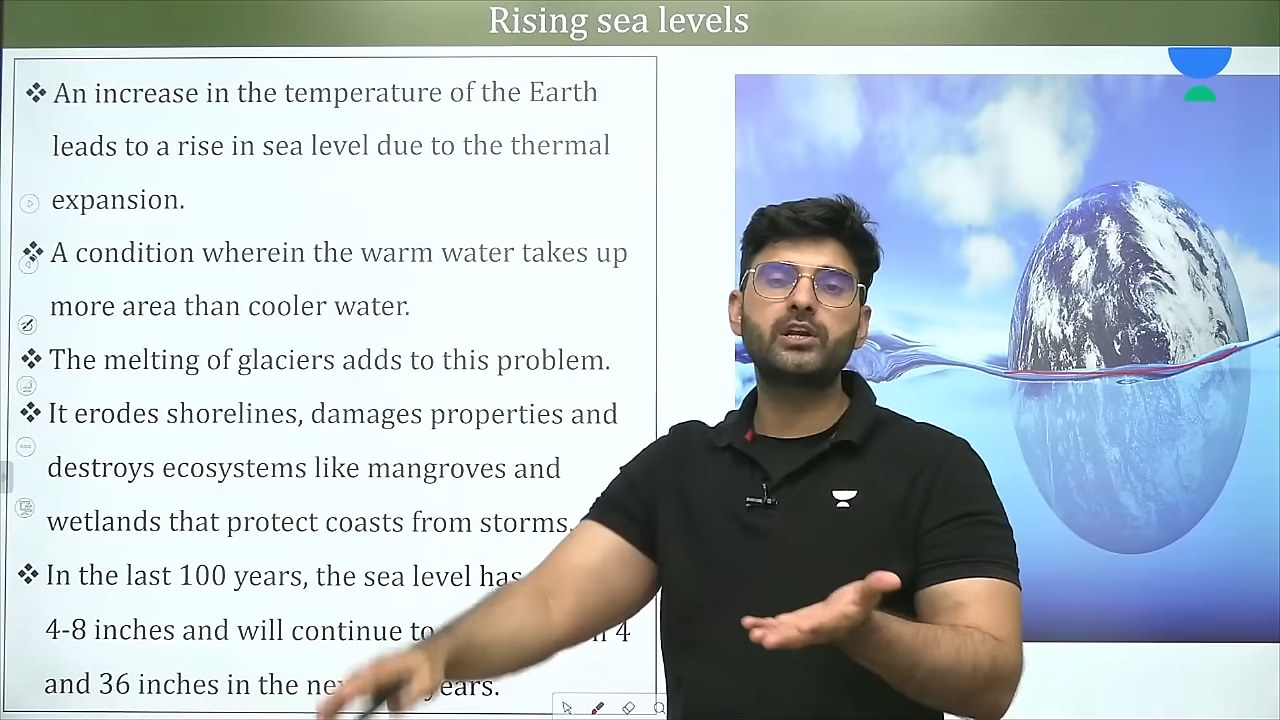 Rising sea levels
❖ An increase in the temperature of the Earth
leads to a rise in sea level due to the thermal
expansion.
❖ A condition wherein the warm water takes up
more area than cooler water.
❖ The melting of glaciers adds to this problem.
❖ It erodes shorelines, damages properties and
destroys ecosystems like mangroves and
wetlands that protect coasts from storms.
❖ In the last 100 years, the sea level has
4-8 inches and will continue to 4
and 36 inches in the